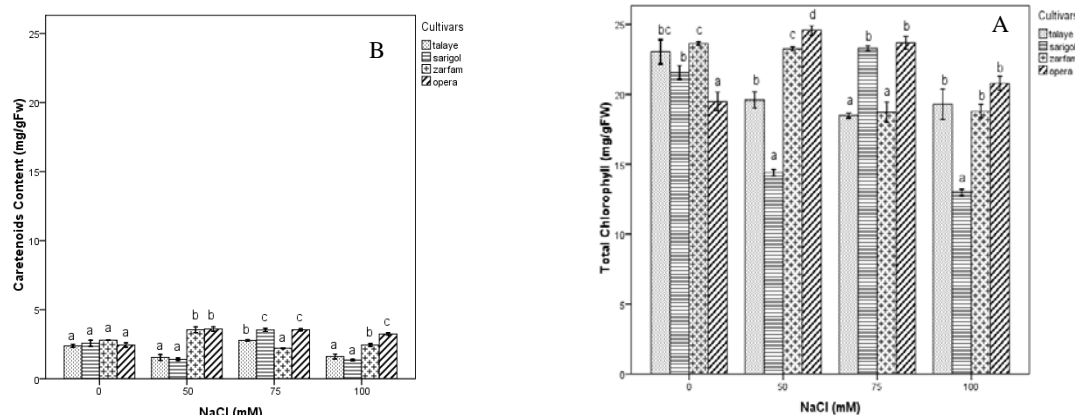 B
Cultivars
talaye
sarigol
zarfam
opera
Caretenoids Content (mg/gFw)
25
20
15
10
5
0
a a a a
a a b b
b c a c
a a b c
0 50 75 100
NaCl (mM)
A
Cultivars
talaye
sarigol
zarfam
opera
Total Chlorophyll (mg/gFW)
25
20
15
10
5
0
bc b c a
b a c d
a b a b
b a b b
0 50 75 100
NaCl (mM)